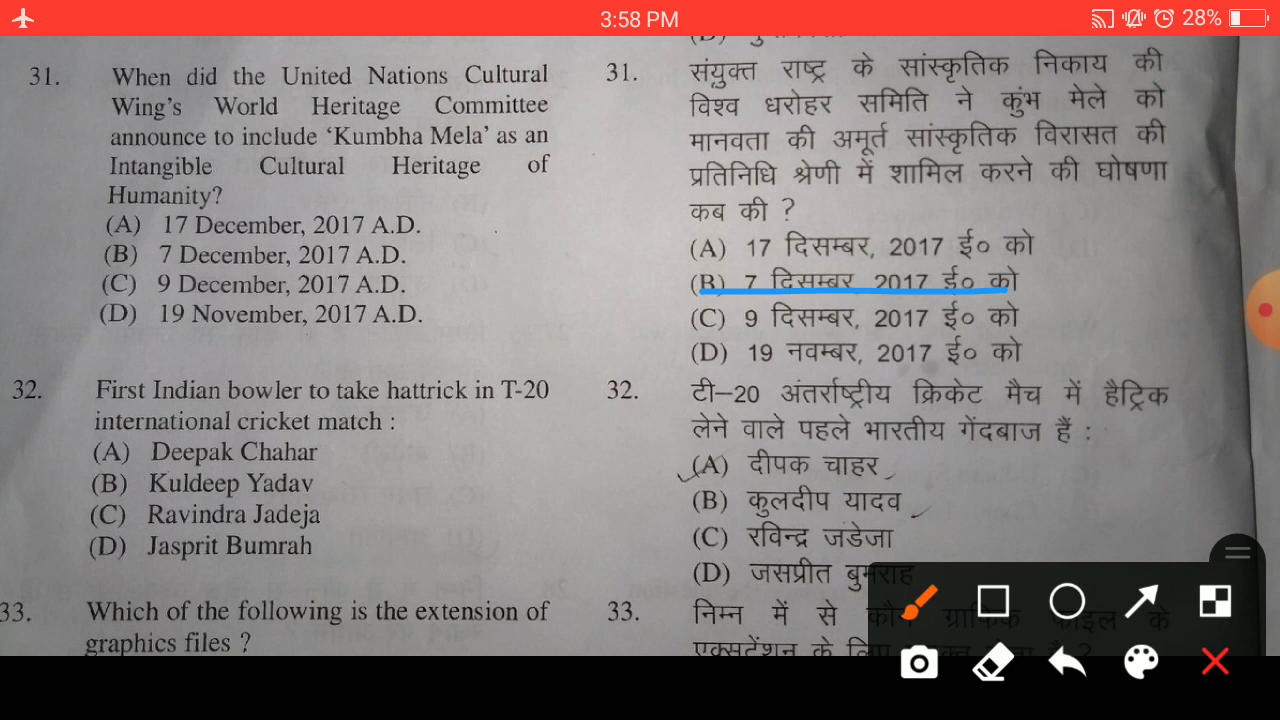 3:58 PM
28%
31. When did the United Nations Cultural
Wing's World Heritage Committee
announce to include 'Kumbha Mela' as an
Intangible Cultural Heritage of
Humanity?
(A) 17 December, 2017 A.D.
(B) 7 December, 2017 A.D.
(C) 9 December, 2017 A.D.
(D) 19 November, 2017 A.D.
32. First Indian bowler to take hattrick in T-20
international cricket match :
(A) Deepak Chahar
(B) Kuldeep Yadav
(C) Ravindra Jadeja
(D) Jasprit Bumrah
33. Which of the following is the extension of
graphics files ?
31. संयुक्त राष्ट्र के सांस्कृतिक निकाय की
विश्व धरोहर समिति ने कुंभ मेले को
मानवता की अमूर्त सांस्कृतिक विरासत की
प्रतिनिधि श्रेणी में शामिल करने की घोषणा
कब की ?
(A) 17 दिसम्बर, 2017 ई० को
(B) 7 दिसम्बर, 2017 ई० को
(C) 9 दिसम्बर, 2017 ई० को
(D) 19 नवम्बर, 2017 ई० को
32. टी–20 अंतर्राष्ट्रीय क्रिकेट मैच में हैट्रिक
लेने वाले पहले भारतीय गेंदबाज हैं :
(A) दीपक चाहर
(B) कुलदीप यादव
(C) रविन्द्र जंडेजा
(D) जसप्रीत बुमराह
33. निम्न में से कौन ग्राफिक फाइल के
एक्सटेंशन के लिए